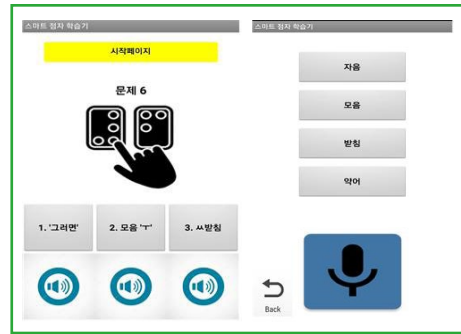 스마트 점자 학습기
시작페이지
문제 6
1. '그러면'
2. 모음 'ㅜ'
3. ㅆ받침
스마트 점자 학습기
자음
모음
받침
약어
Back